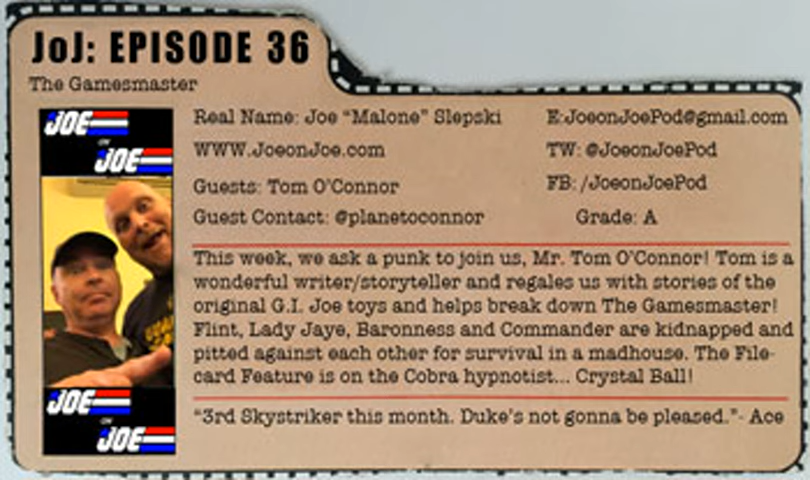 JoJ: EPISODE 36
The Gamesmaster
JOE
ON
JOE
Real Name: Joe “Malone” Slepski
E:JoeonJoePod@gmail.com
WWW.JoeonJoe.com
TW: @JoeonJoePod
Guests: Tom O'Connor
FB: /JoeonJoePod
Guest Contact: @planetoconnor
Grade: A
This week, we ask a punk to join us, Mr. Tom O'Connor! Tom is a
wonderful writer/storyteller and regales us with stories of the
original G.I. Joe toys and helps break down The Gamesmaster!
Flint, Lady Jaye, Baronness and Commander are kidnapped and
pitted against each other for survival in a madhouse. The File-
card Feature is on the Cobra hypnotist... Crystal Ball!
JOE
ON
JOE
“3rd Skystriker this month. Duke's not gonna be pleased.”- Ace